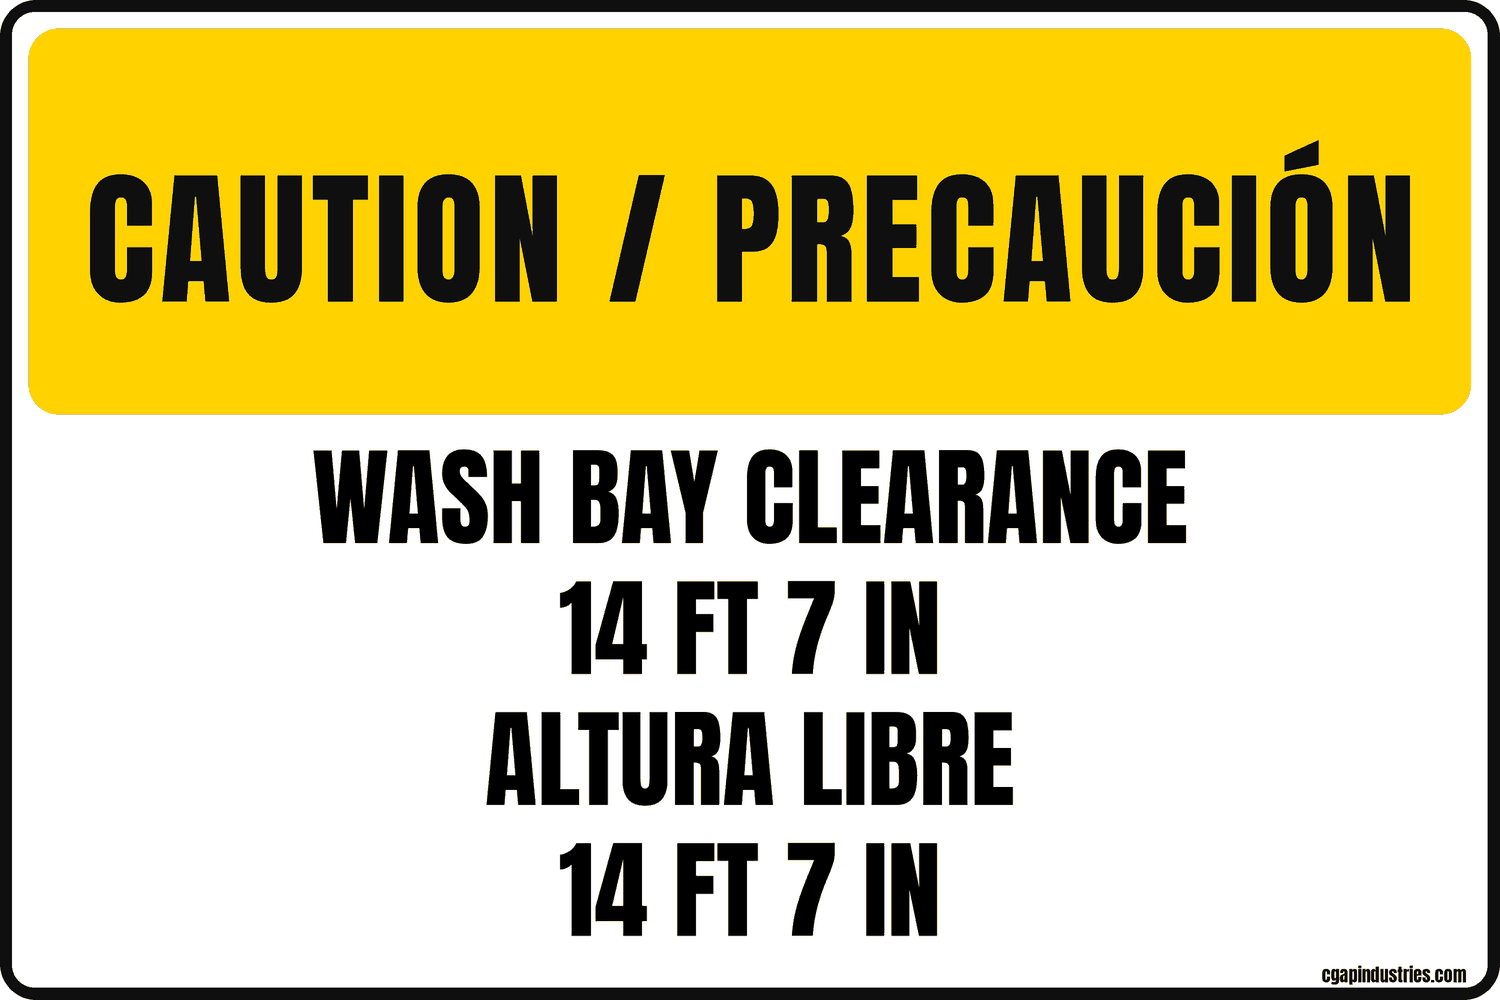 CAUTION / PRECAUCIÓN
WASH BAY CLEARANCE
14 FT 7 IN
ALTURA LIBRE
14 FT 7 IN
cgapindustries.com